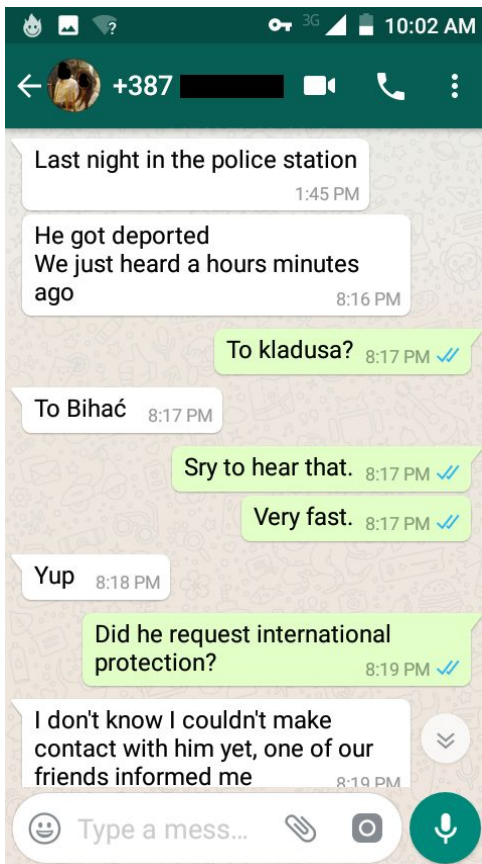 3G 10:02 AM
+387
Last night in the police station
1:45 PM
He got deported
We just heard a hours minutes
ago 8:16 PM
To kladusa? 8:17 PM
To Bihać 8:17 PM
Sry to hear that. 8:17 PM
Very fast. 8:17 PM
Yup 8:18 PM
Did he request international
protection? 8:19 PM
I don't know I couldn't make
contact with him yet, one of our
friends informed me 8:19 PM
Type a mess...